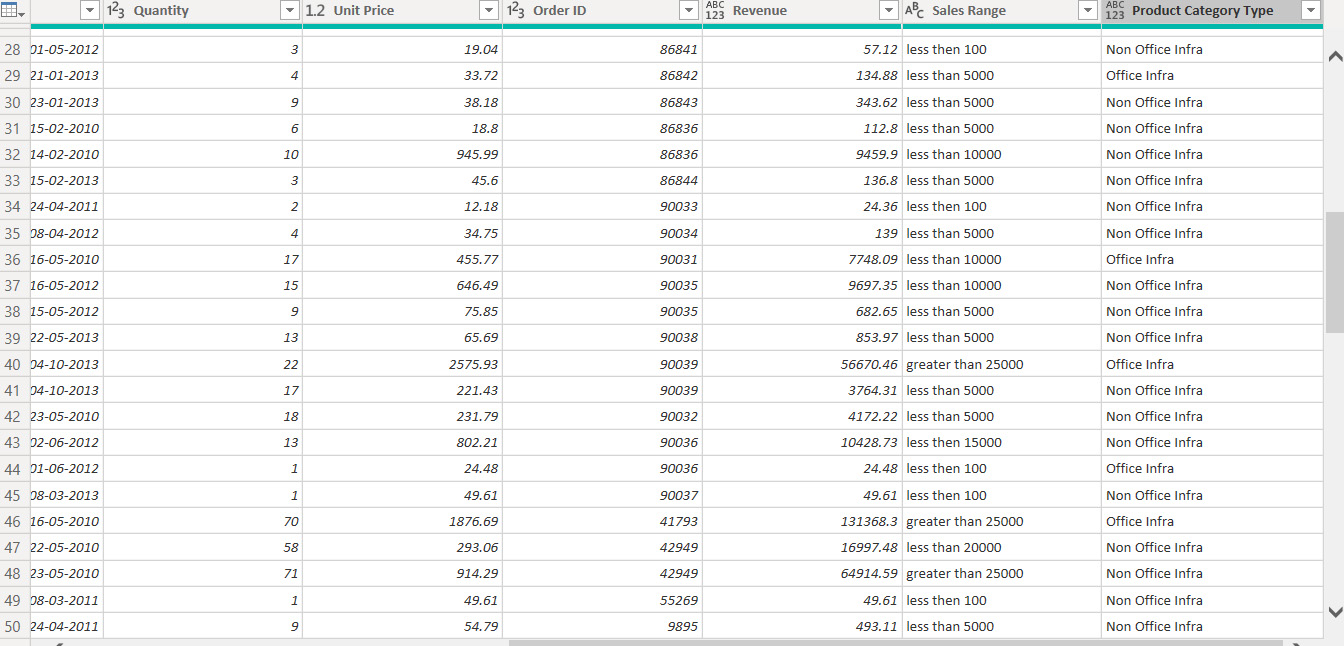 1²3 Quantity 1.2 Unit Price 1²3 Order ID ABC 123 Revenue ABC Sales Range ABC 123 Product Category Type
28 01-05-2012 3 19.04 86841 57.12 less then 100 Non Office Infra
29 21-01-2013 4 33.72 86842 134.88 less than 5000 Office Infra
30 23-01-2013 9 38.18 86843 343.62 less than 5000 Non Office Infra
31 15-02-2010 6 18.8 86836 112.8 less than 5000 Non Office Infra
32 14-02-2010 10 945.99 86836 9459.9 less than 10000 Non Office Infra
33 15-02-2013 3 45.6 86844 136.8 less than 5000 Non Office Infra
34 24-04-2011 2 12.18 90033 24.36 less then 100 Non Office Infra
35 08-04-2012 4 34.75 90034 139 less than 5000 Non Office Infra
36 16-05-2010 17 455.77 90031 7748.09 less than 10000 Office Infra
37 16-05-2012 15 646.49 90035 9697.35 less than 10000 Non Office Infra
38 15-05-2012 9 75.85 90035 682.65 less than 5000 Non Office Infra
39 22-05-2013 13 65.69 90038 853.97 less than 5000 Non Office Infra
40 04-10-2013 22 2575.93 90039 56670.46 greater than 25000 Office Infra
41 04-10-2013 17 221.43 90039 3764.31 less than 5000 Non Office Infra
42 23-05-2010 18 231.79 90032 4172.22 less than 5000 Non Office Infra
43 02-06-2012 13 802.21 90036 10428.73 less then 15000 Non Office Infra
44 01-06-2012 1 24.48 90036 24.48 less then 100 Office Infra
45 08-03-2013 1 49.61 90037 49.61 less then 100 Non Office Infra
46 16-05-2010 70 1876.69 41793 131368.3 greater than 25000 Office Infra
47 22-05-2010 58 293.06 42949 16997.48 less than 20000 Non Office Infra
48 23-05-2010 71 914.29 42949 64914.59 greater than 25000 Non Office Infra
49 08-03-2011 1 49.61 55269 49.61 less then 100 Non Office Infra
50 24-04-2011 9 54.79 9895 493.11 less than 5000 Non Office Infra